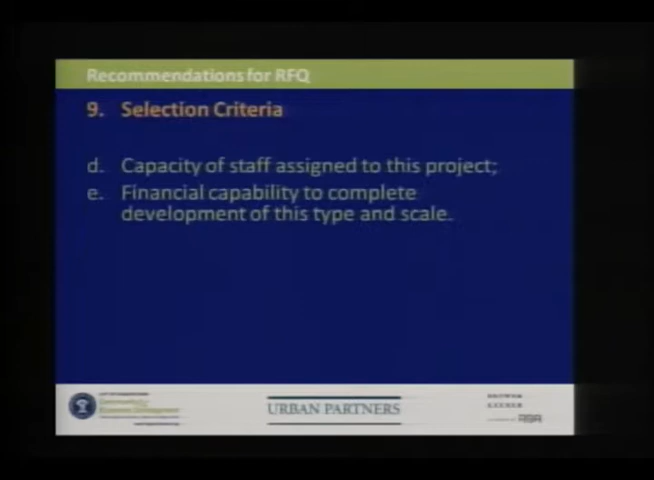 Recommendations for RFQ
9. Selection Criteria
d. Capacity of staff assigned to this project;
e. Financial capability to complete
development of this type and scale.
URBAN PARTNERS